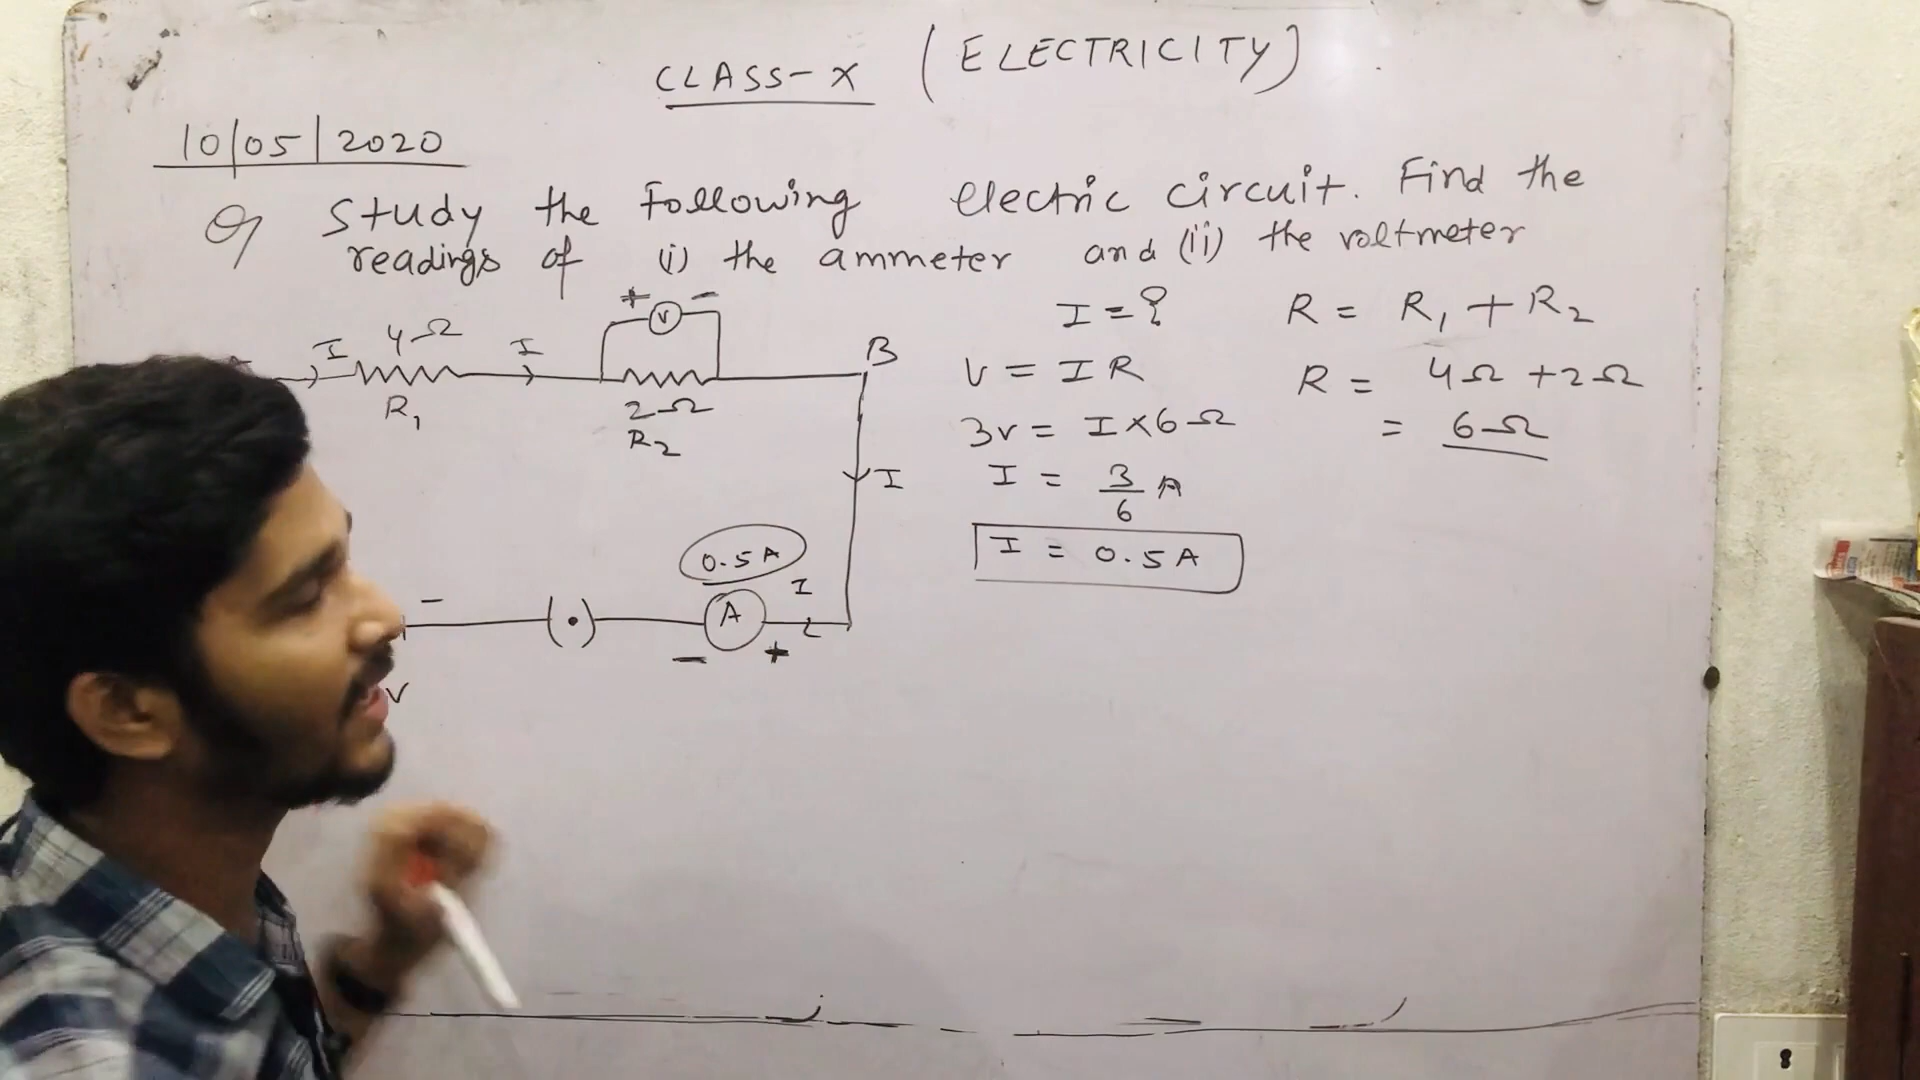 CLASS-X (ELECTRICITY)
10/05/2020
Q Study the Following electric circuit. Find the
readings of (i) the ammeter and (ii) the voltmeter
+ V -
I 4Ω I
R1
2Ω
R2
B
I
0.5A
I
- A +
-
V
I = ?
V = IR
3V = I×6Ω
I = 3/6 A
I = 0.5A
R = R1 + R2
R = 4Ω +2Ω
= 6Ω